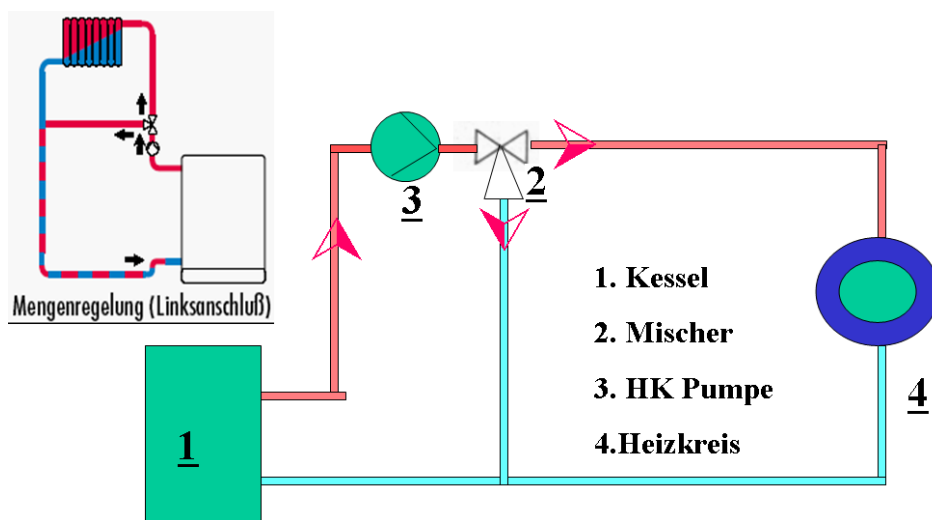 Mengenregelung (Linksanschluß)
3
2
1. Kessel
2. Mischer
3. HK Pumpe
4.Heizkreis
4
1